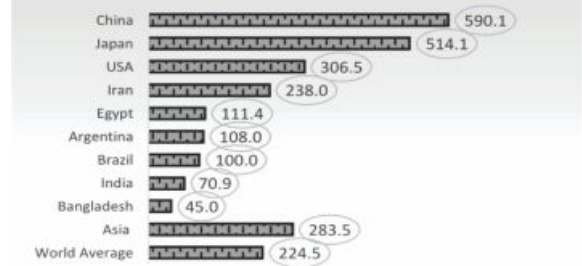 China 590.1
Japan 514.1
USA 306.5
Iran 238.0
Egypt 111.4
Argentina 108.0
Brazil 100.0
India 70.9
Bangladesh 45.0
Asia 283.5
World Average 224.5